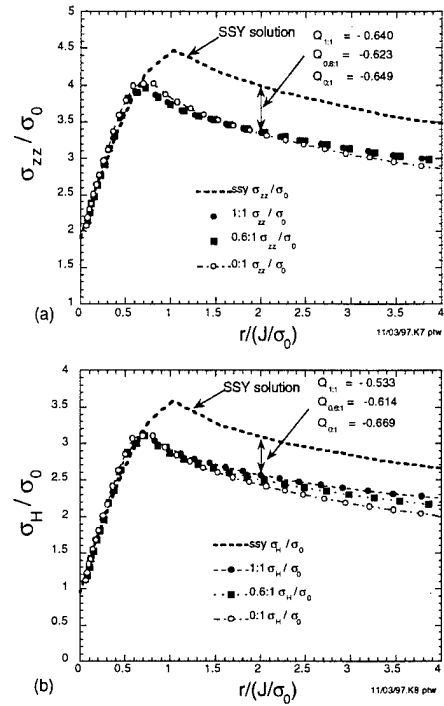 SSY solution
Q1:1 = - 0.640
Q0.6:1 = - 0.623
Q0:1 = - 0.649
5
4.5
4
3.5
3
2.5
2
1.5
1
σzz / σ0
ssy σzz/σ0
1:1 σzz/σ0
0.6:1 σzz/σ0
0:1 σzz/σ0
0 0.5 1 1.5 2 2.5 3 3.5 4
(a)
r/(J/σ0)
11/03/97.K7 ptw
SSY solution
Q1:1 = - 0.533
Q0.6:1 = - 0.614
Q0:1 = - 0.669
4
3.5
3
2.5
2
1.5
1
0.5
0
σH / σ0
ssy σH/σ0
1:1 σH/σ0
0.6:1 σH/σ0
0:1 σH/σ0
0 0.5 1 1.5 2 2.5 3 3.5 4
(b)
r/(J/σ0)
11/03/97.K8 ptw